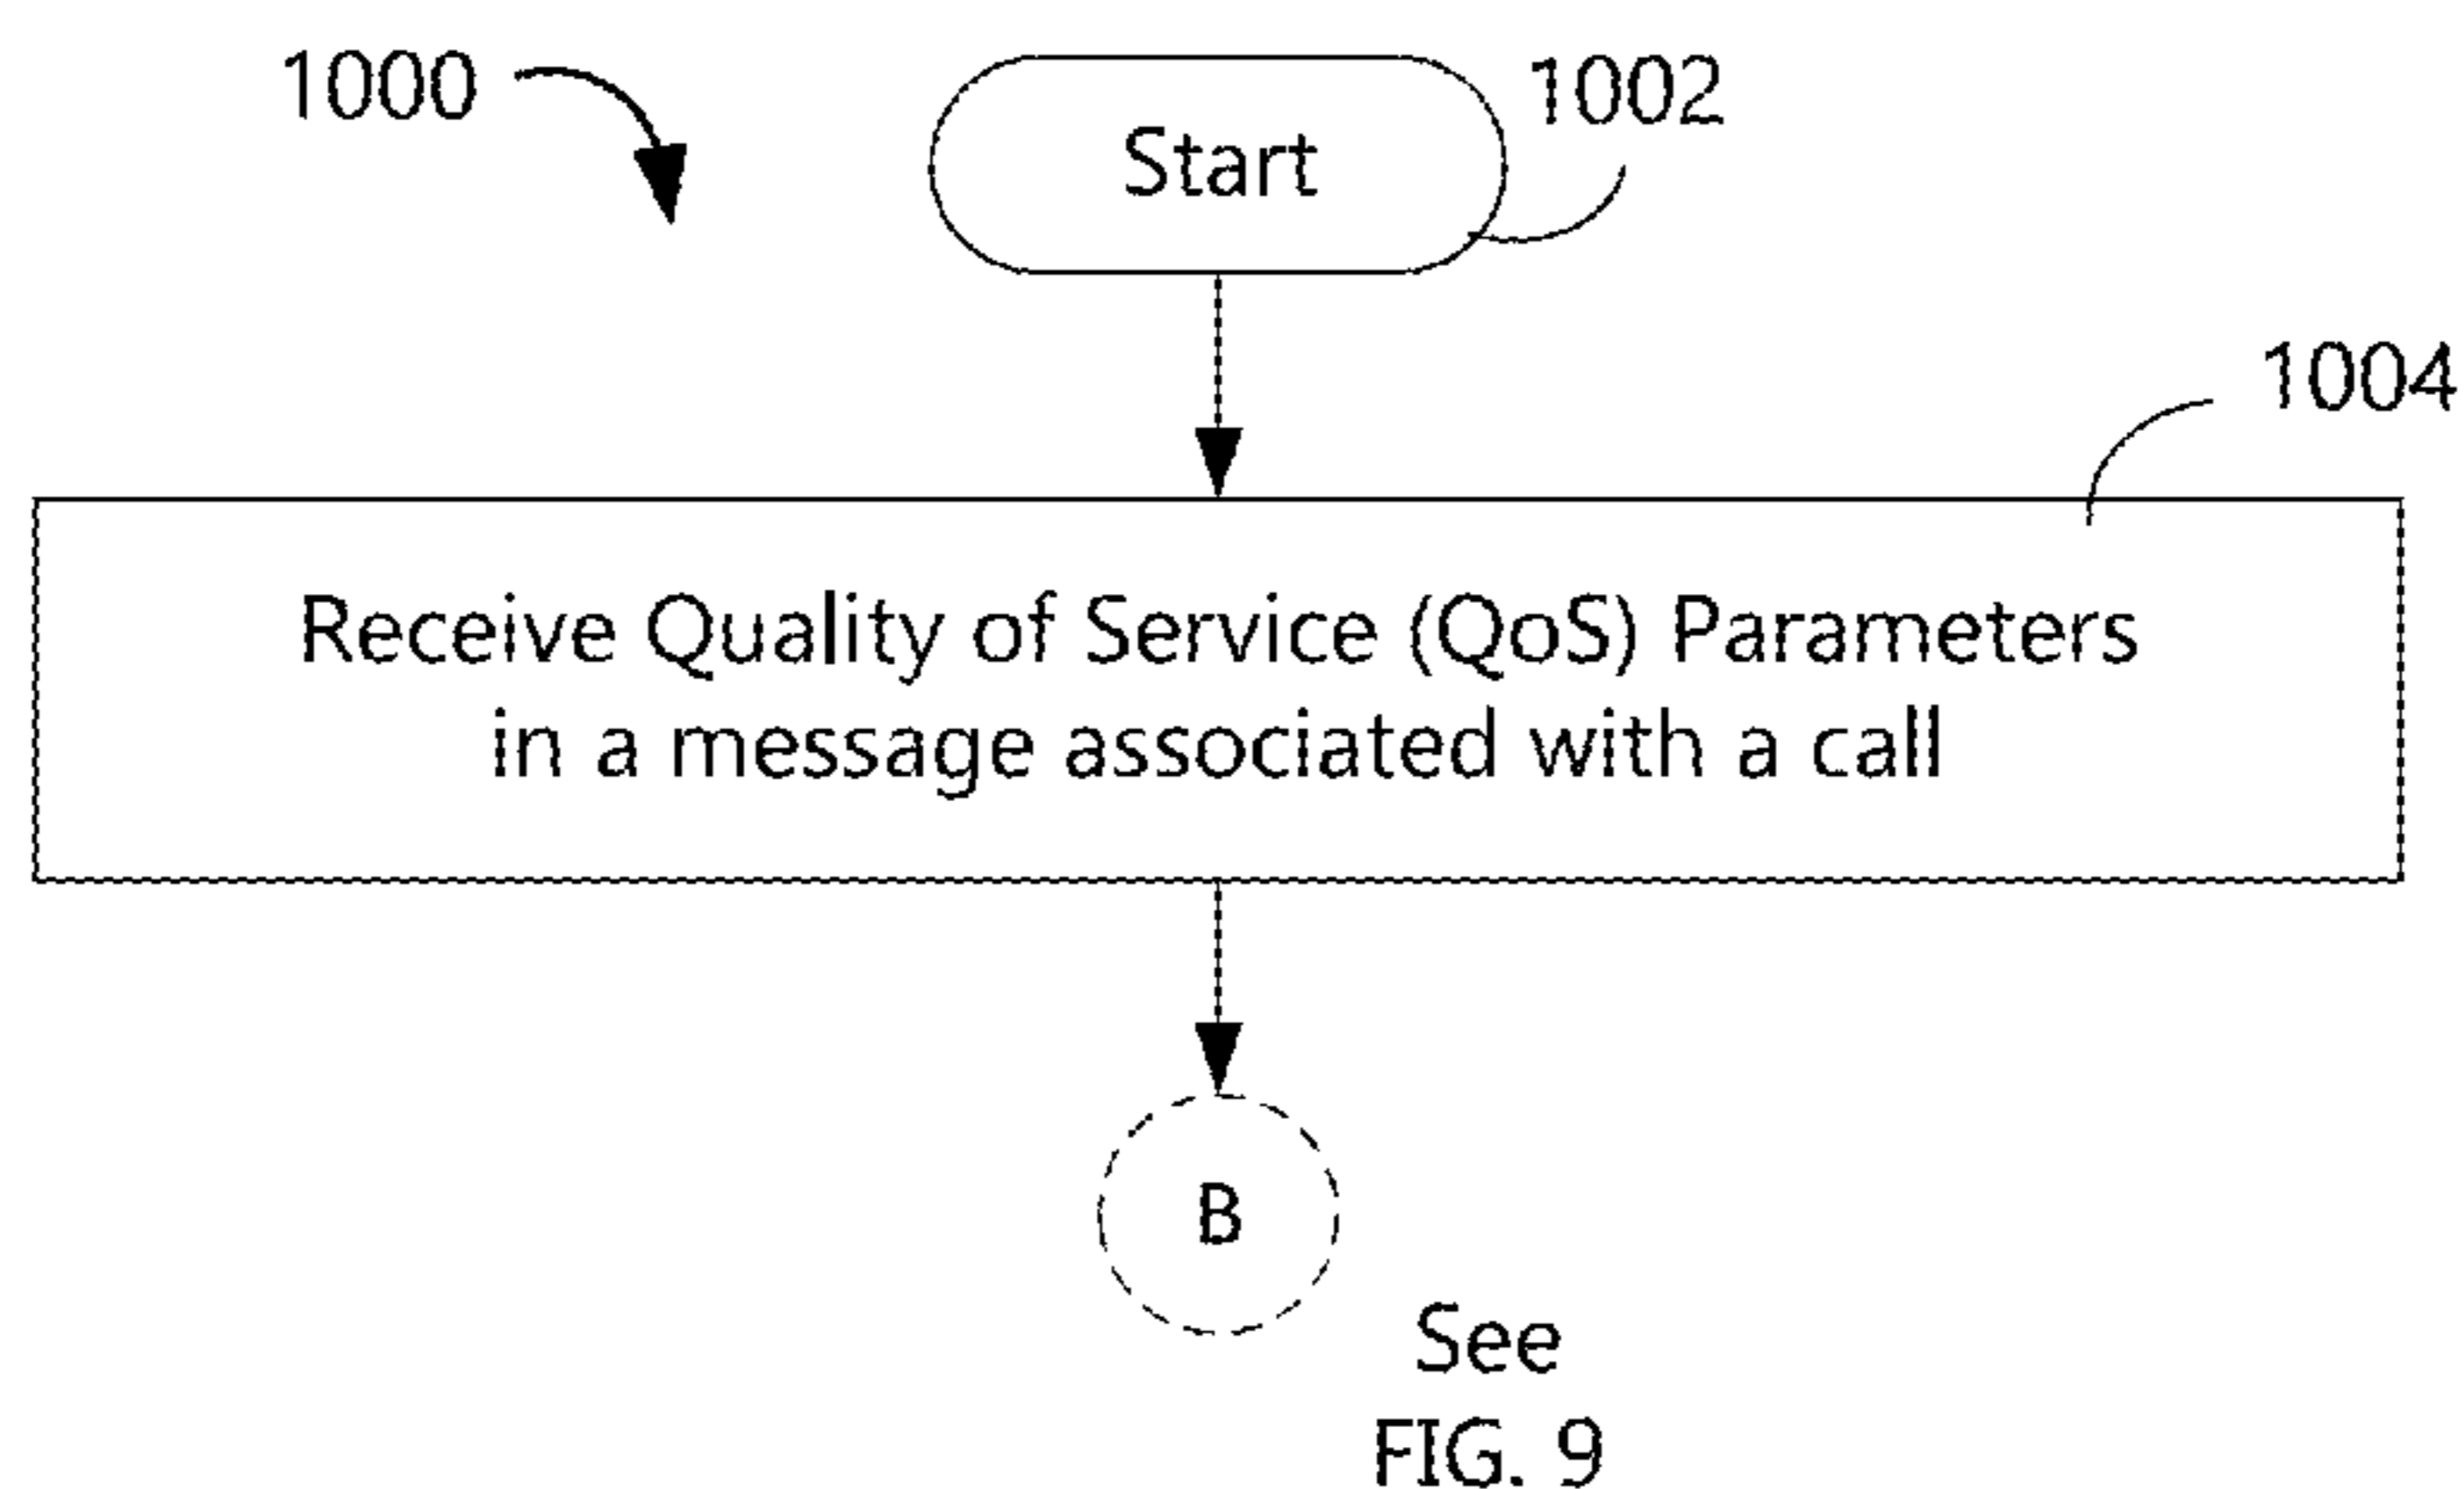 1000
Start
1002
1004
Receive Quality of Service (QoS) Parameters
in a message associated with a call
B
See
FIG. 9